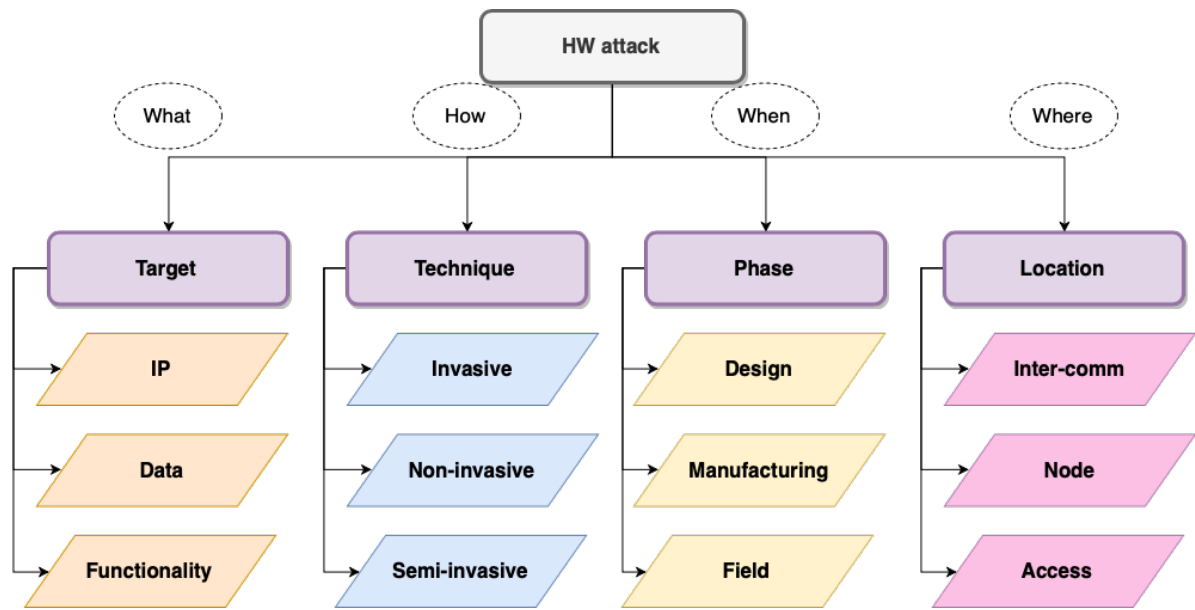 HW attack
What
How
When
Where
Target
Technique
Phase
Location
IP
Invasive
Design
Inter-comm
Data
Non-invasive
Manufacturing
Node
Functionality
Semi-invasive
Field
Access